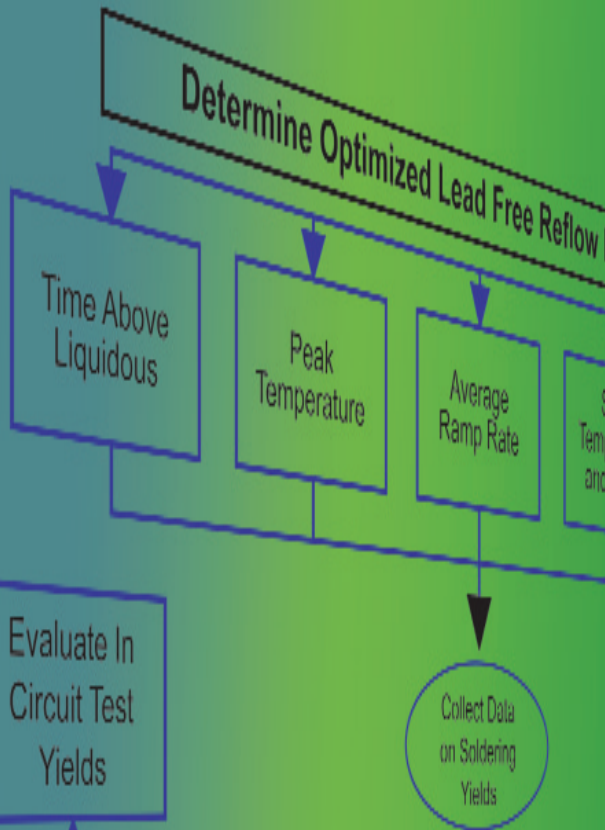 Determine Optimized Lead Free Reflow
Time Above
Liquidous
Peak
Temperature
Average
Ramp Rate
and
Evaluate In
Circuit Test
Yields
Collect Data
on Soldering
Yields